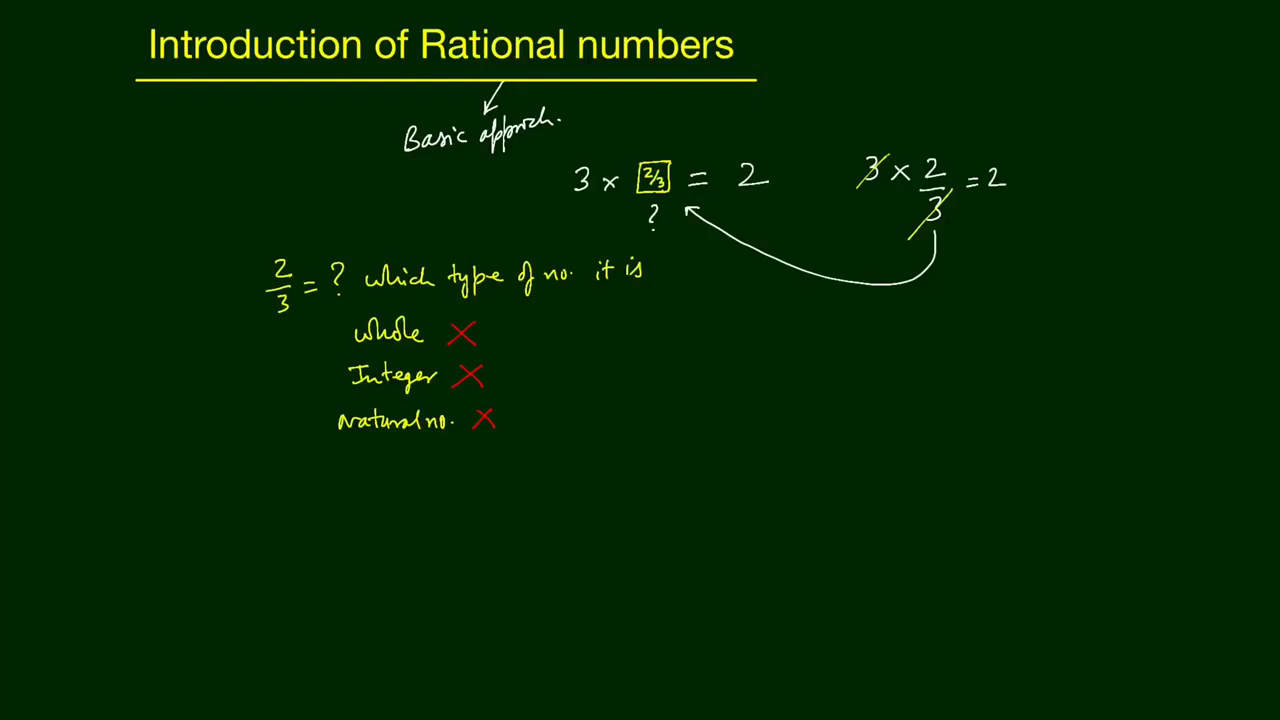 Introduction of Rational numbers
Basic approch.
3 × 2/3 = 2
?
3 × 2/3 = 2
2/3 = ? which type of no. it is
whole ×
Integer ×
Natural no. ×